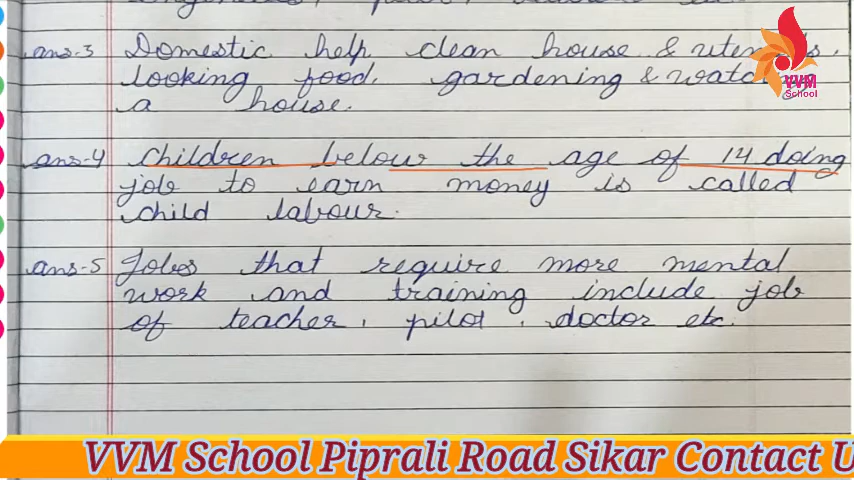 ans-3 Domestic help clean house & utensils,
looking food, gardening & watching
a house.
ans-4 Children below the age of 14 doing
job to earn money is called
child labour.
ans-5 Jobs that require more mental
work and training include job
of teacher, pilot, doctor etc.
VVM
School
VVM School Piprali Road Sikar Contact U